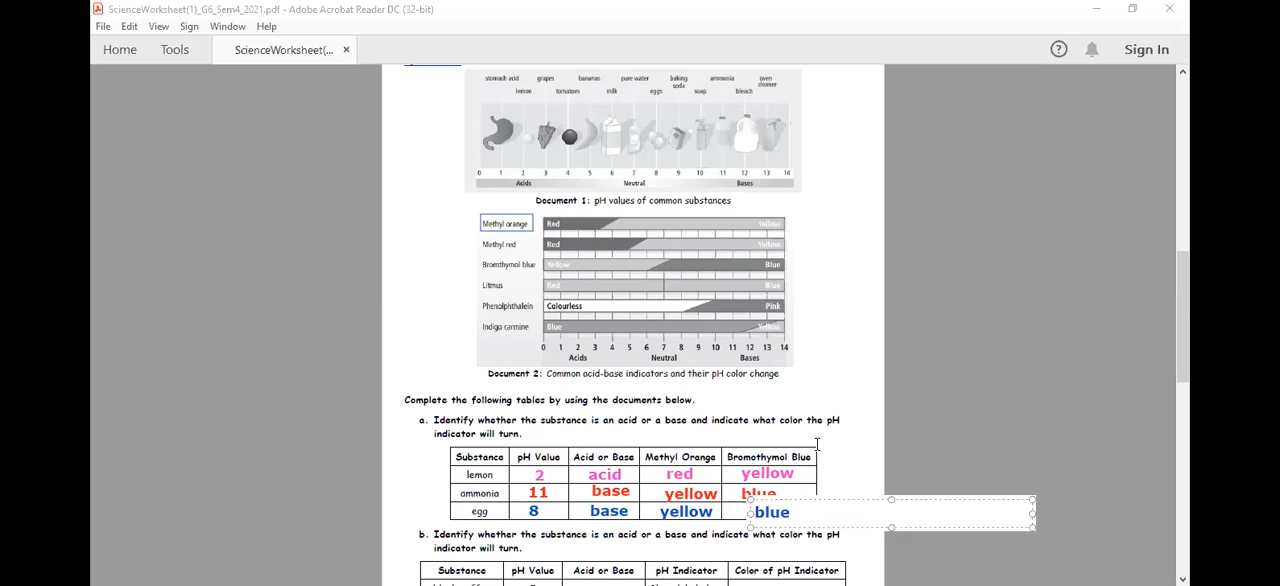 ScienceWorksheet(1)_G6_Sem4_2021.pdf - Adobe Acrobat Reader DC (32-bit)
File Edit View Sign Window Help
Home Tools ScienceWorksheet(... × ? Sign In
stomach acid grapes bananas pure water baking soda ammonia oven cleaner
lemon tomatoes milk eggs soap bleach
0 1 2 3 4 5 6 7 8 9 10 11 12 13 14
Acids Neutral Bases
Document 1: pH values of common substances
Methyl orange Red Yellow
Methyl red Red Yellow
Bromthymol blue Yellow Blue
Litmus Red Blue
Phenolphthalein Colourless Pink
Indigo carmine Blue Yellow
0 1 2 3 4 5 6 7 8 9 10 11 12 13 14
Acids Neutral Bases
Document 2: Common acid-base indicators and their pH color change
Complete the following tables by using the documents below.
a. Identify whether the substance is an acid or a base and indicate what color the pH
indicator will turn.
Substance pH Value Acid or Base Methyl Orange Bromothymol Blue
lemon 2 acid red yellow
ammonia 11 base yellow blue
egg 8 base yellow blue
b. Identify whether the substance is an acid or a base and indicate what color the pH
indicator will turn.
Substance pH Value Acid or Base pH Indicator Color of pH Indicator